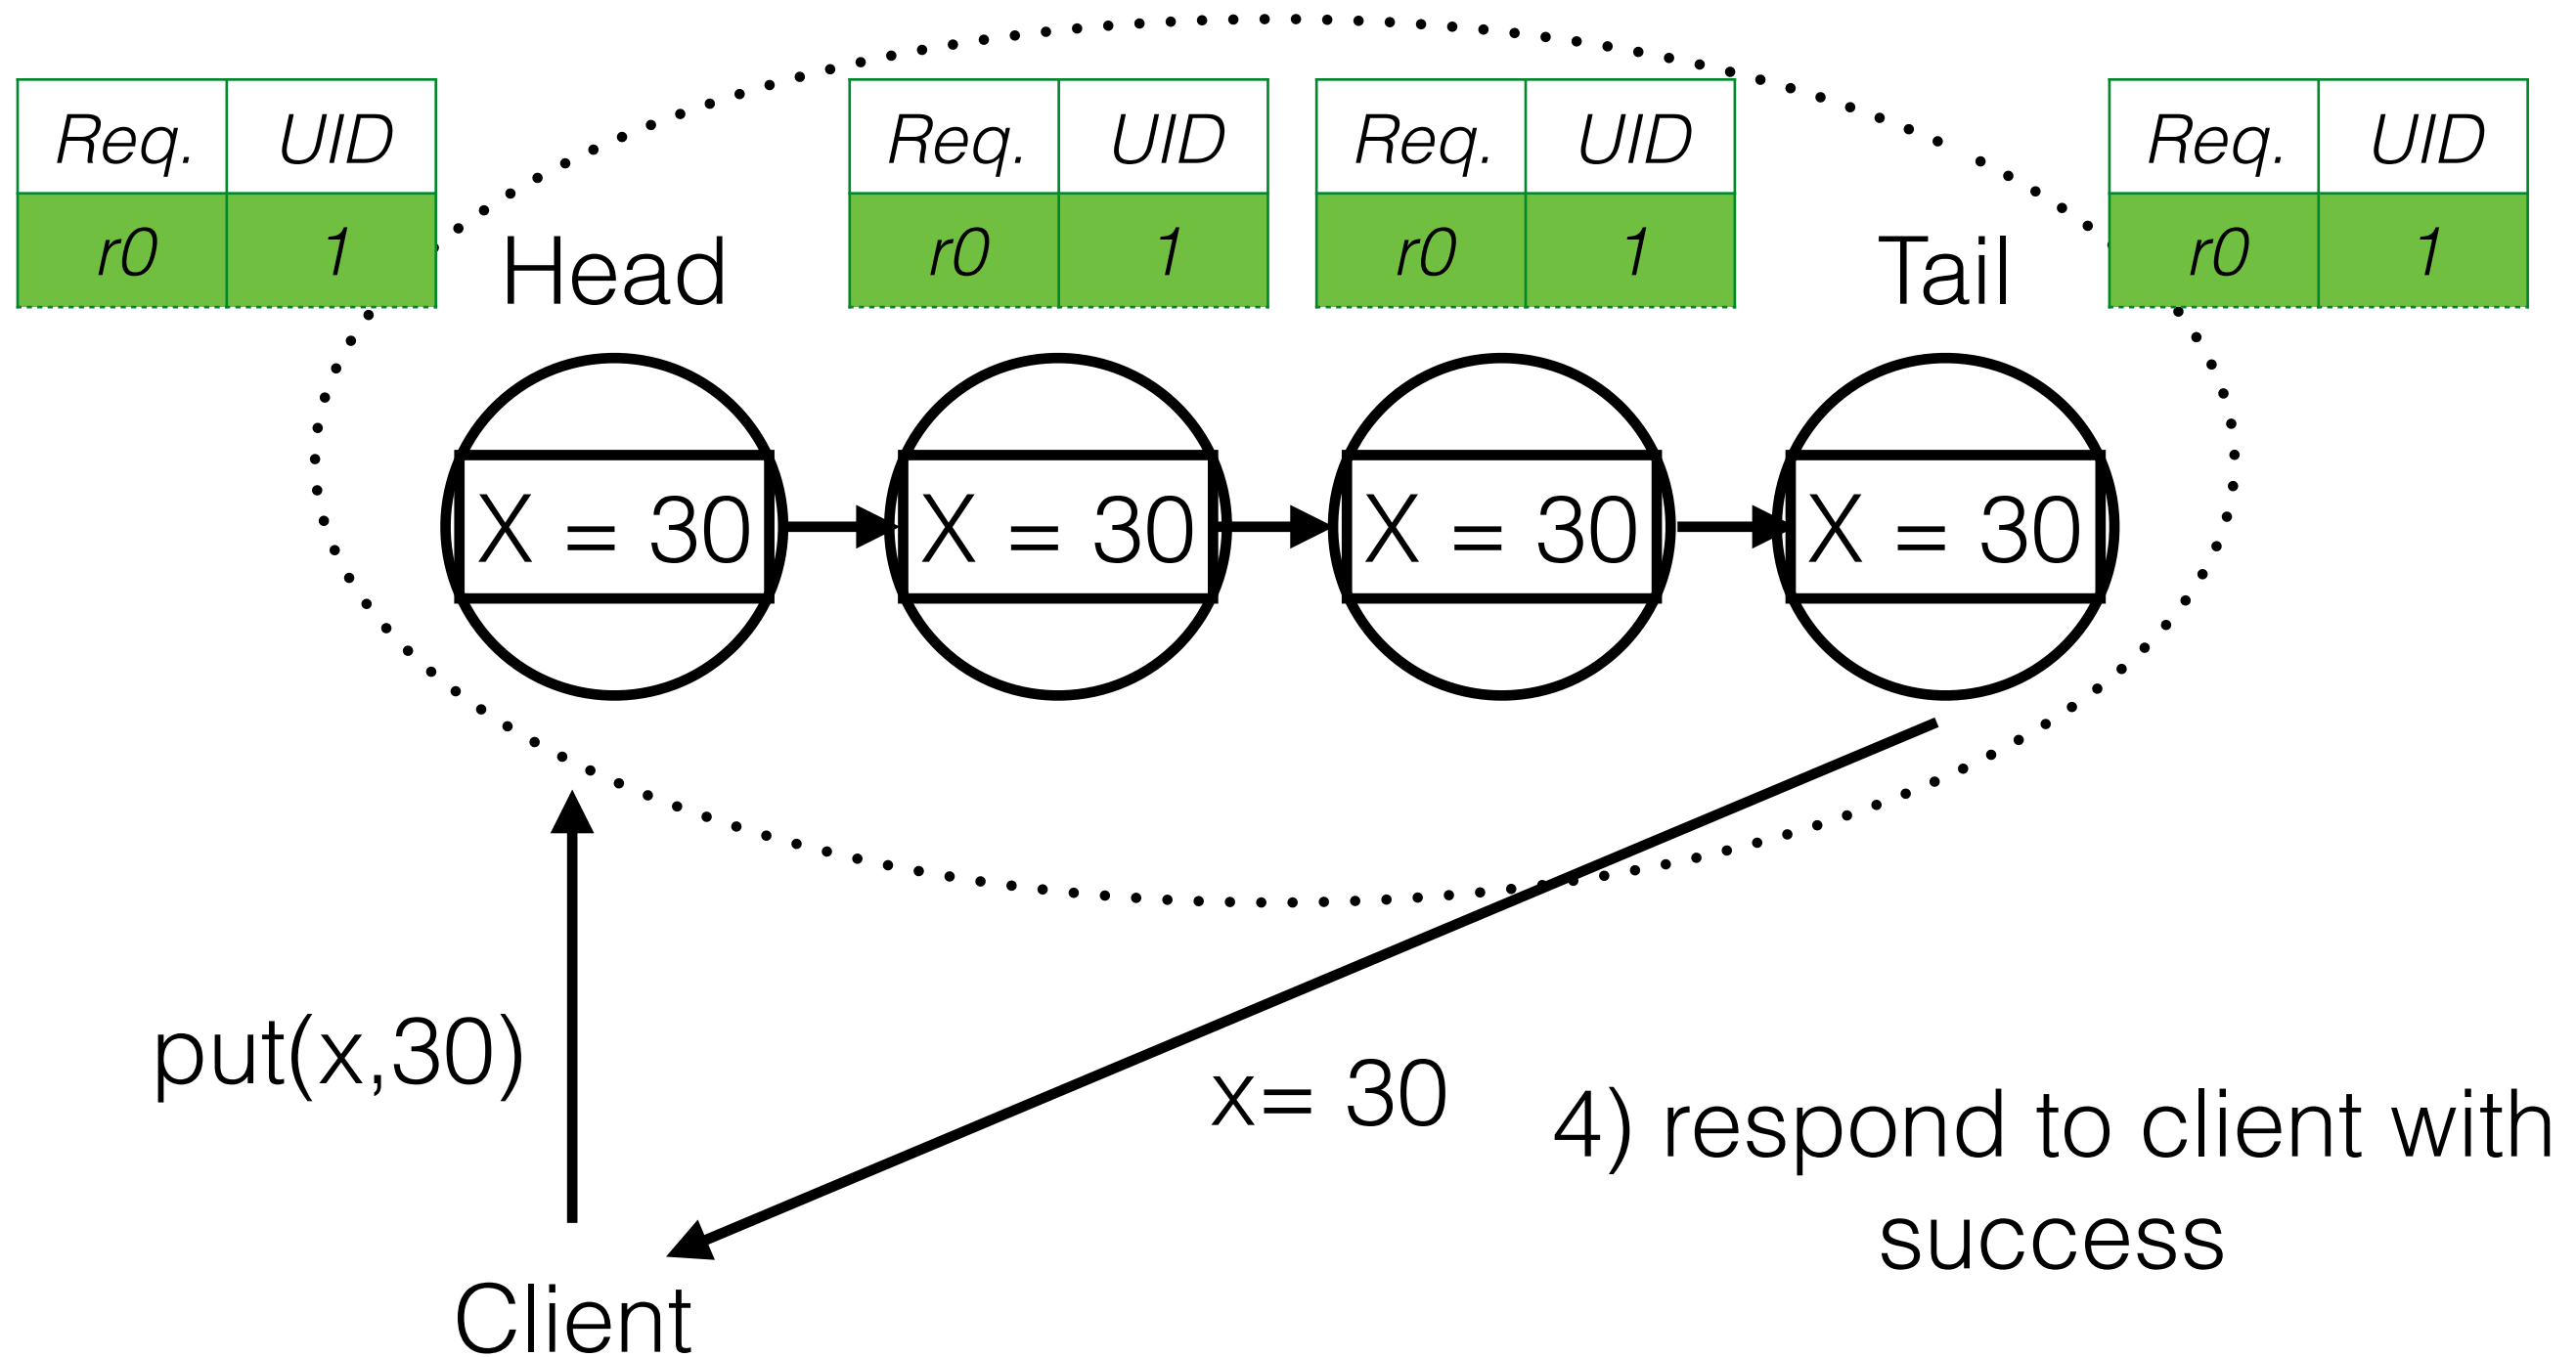 Req. UID
r0 1
Req. UID
r0 1
Req. UID
r0 1
Req. UID
r0 1
Head
Tail
X = 30
X = 30
X = 30
X = 30
put(x,30)
x= 30
4) respond to client with
success
Client